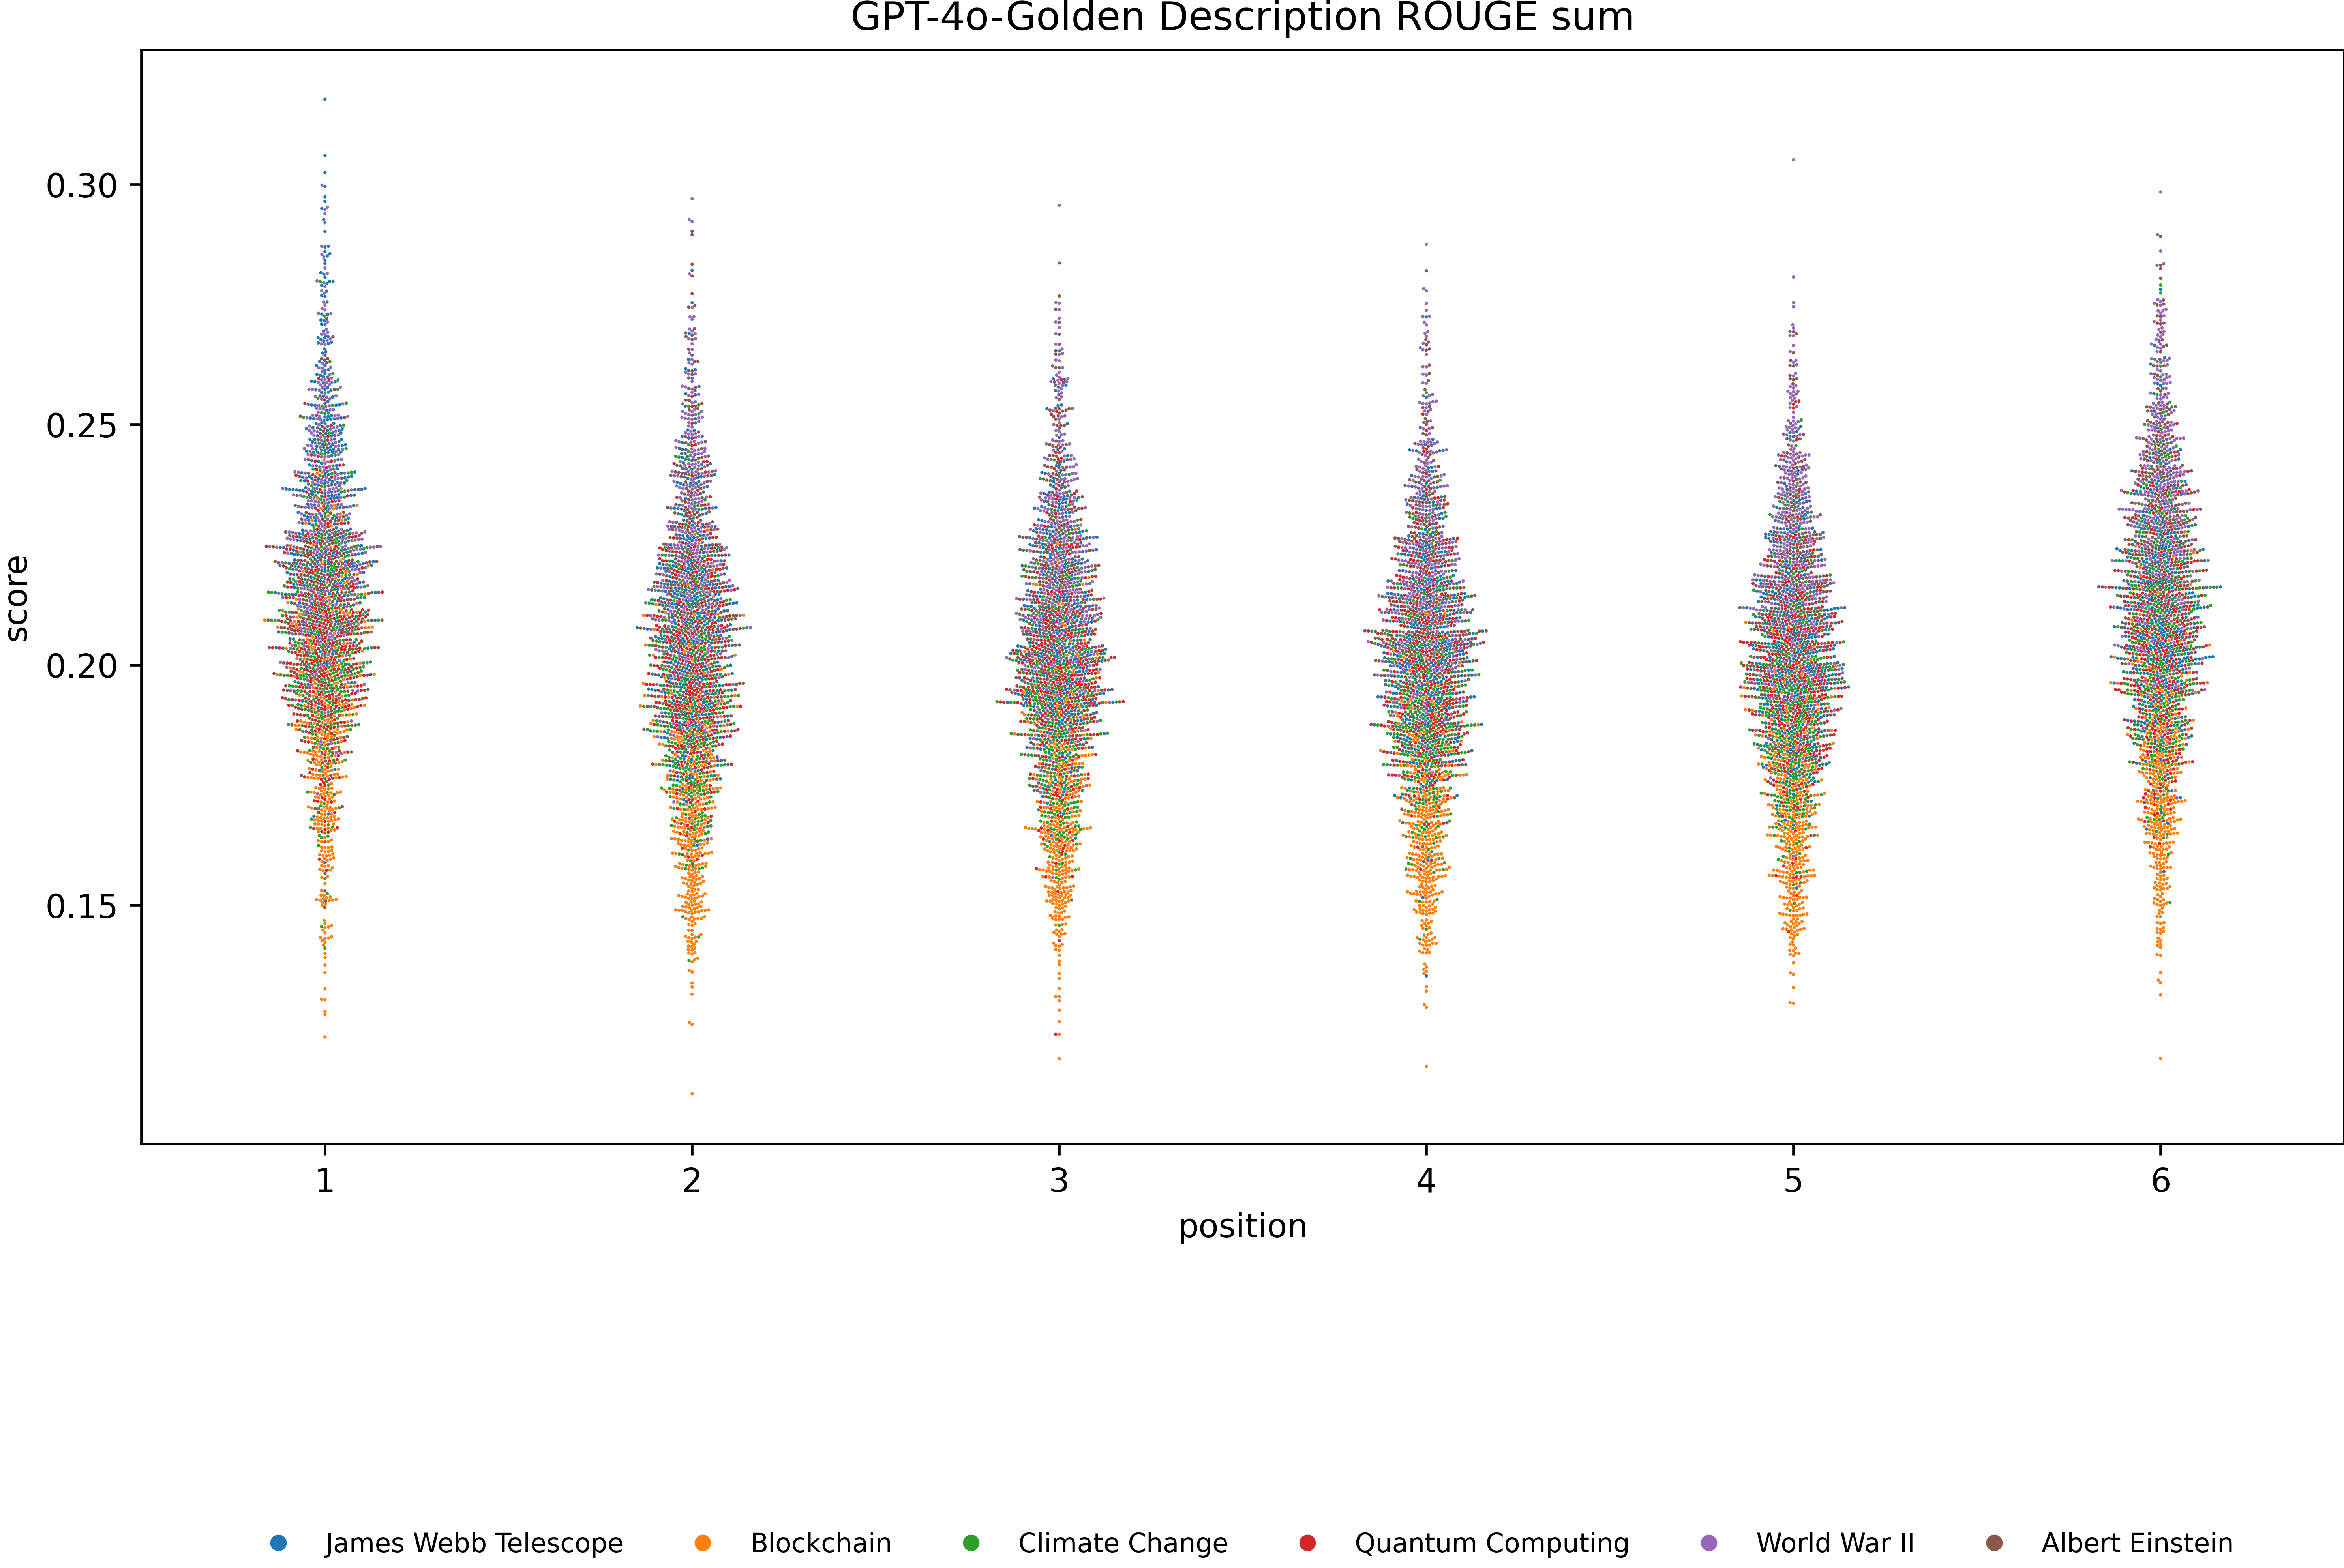 GPT-4o-Golden Description ROUGE sum
0.30
0.25
0.20
0.15
score
1 2 3 4 5 6
position
James Webb Telescope Blockchain Climate Change Quantum Computing World War II Albert Einstein